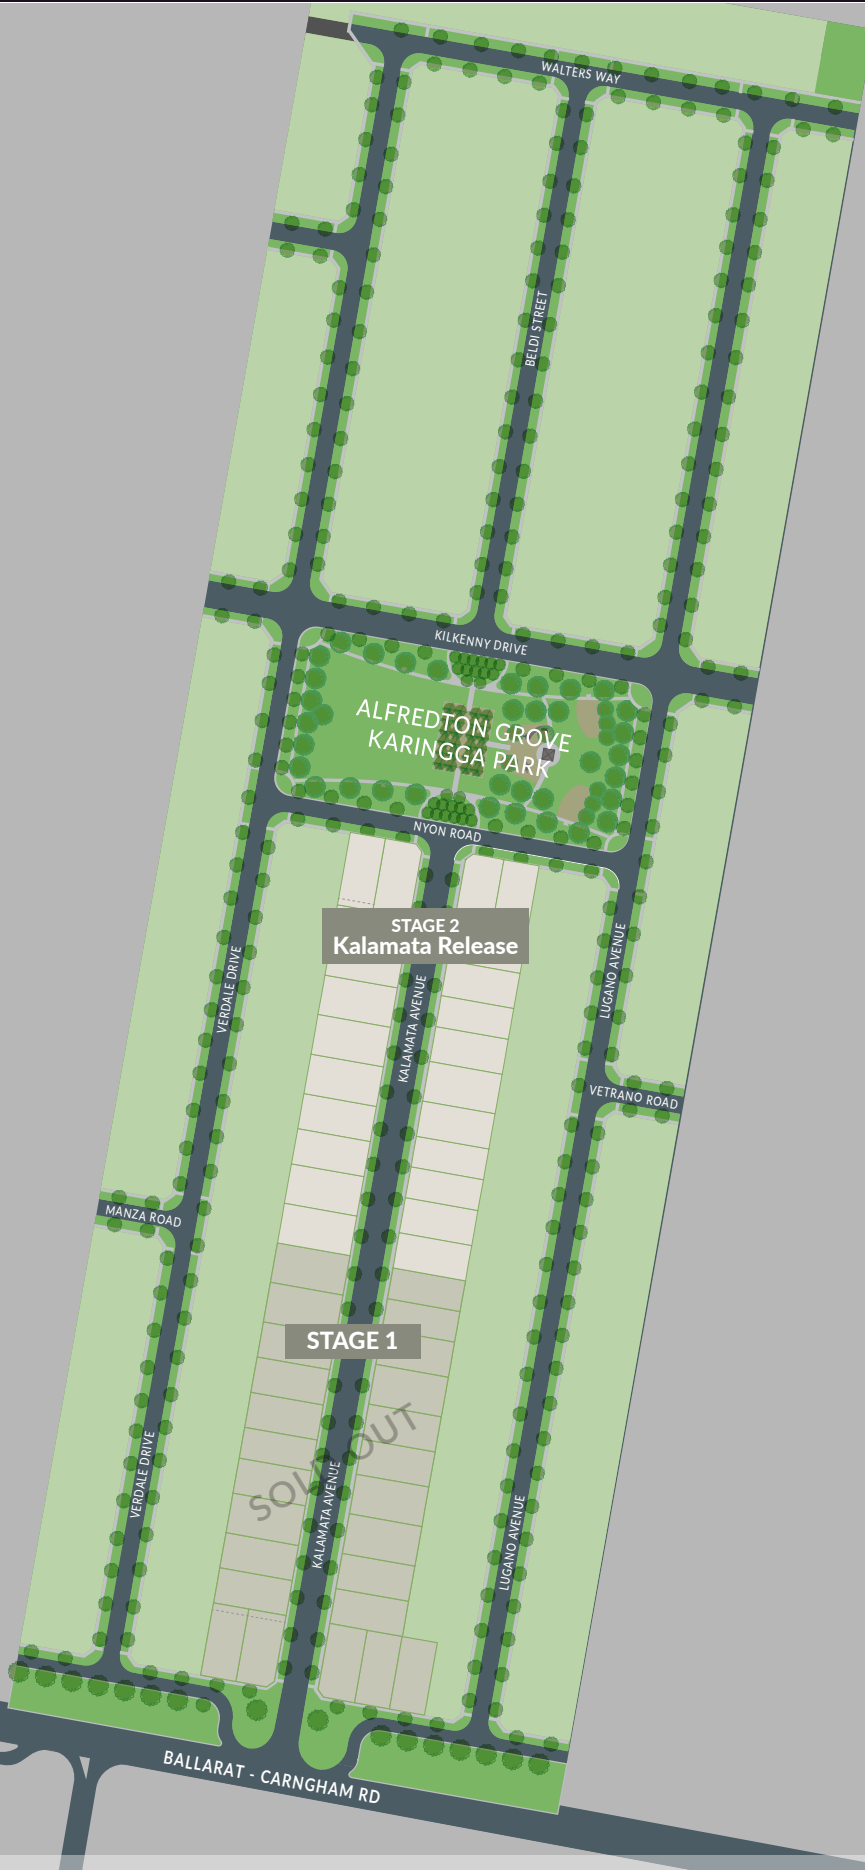 WALTERS WAY
BELDI STREET
KILKENNY DRIVE
ALFREDTON GROVE
KARINGGA PARK
NYON ROAD
STAGE 2
Kalamata Release
VERDALE DRIVE
KALAMATA AVENUE
LUGANO AVENUE
VETRANO ROAD
MANZA ROAD
STAGE 1
SOLD OUT
VERDALE DRIVE
KALAMATA AVENUE
LUGANO AVENUE
BALLARAT - CARNGHAM RD